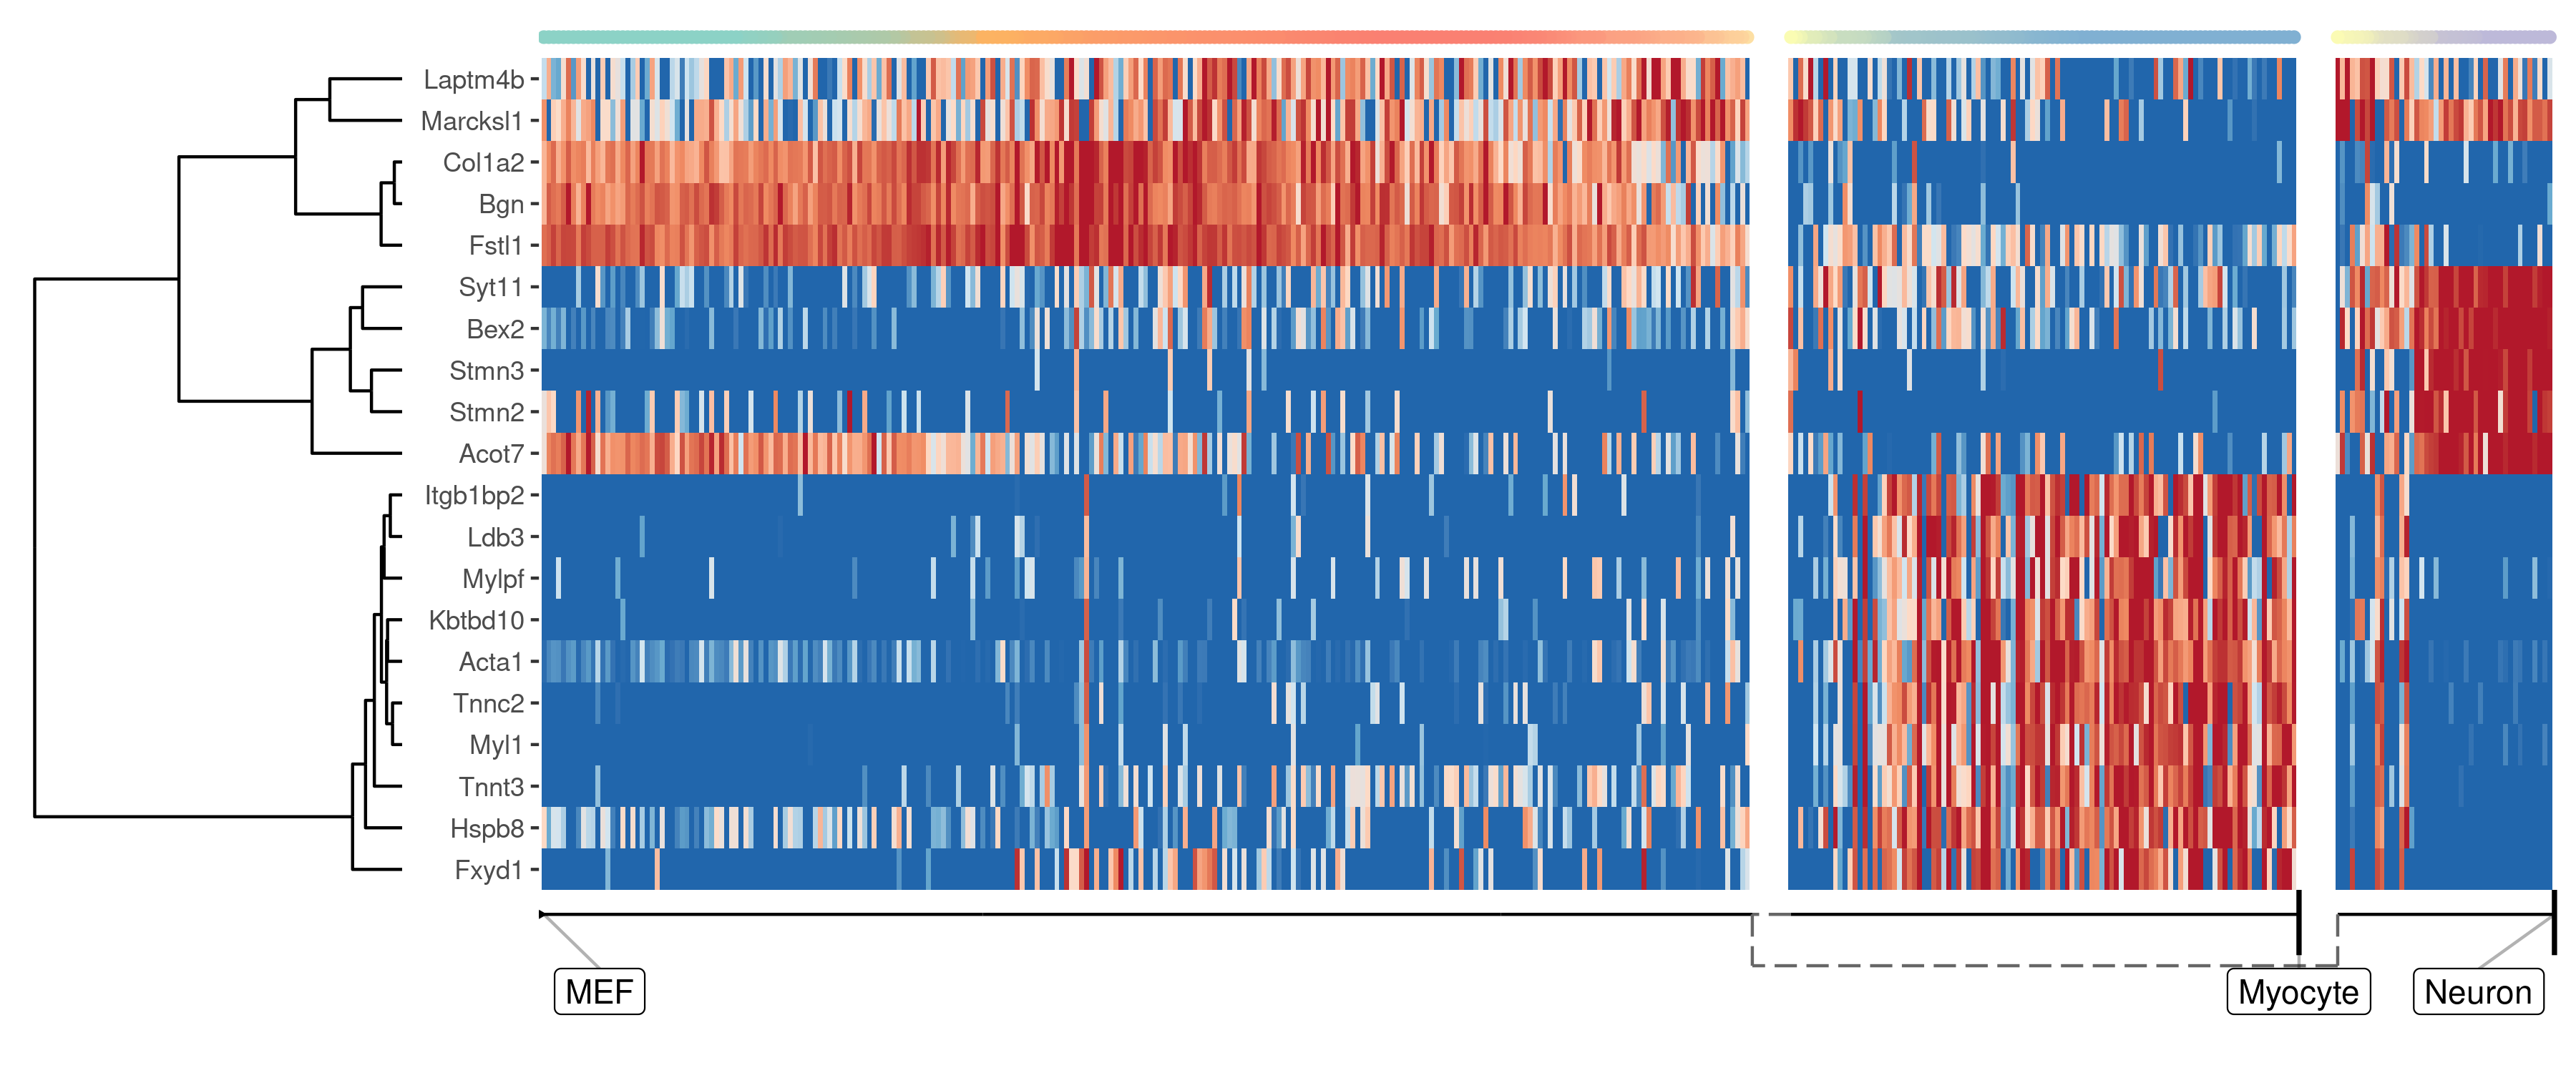 Laptm4b
Marcksl1
Col1a2
Bgn
Fstl1
Syt11
Bex2
Stmn3
Stmn2
Acot7
Itgb1bp2
Ldb3
Mylpf
Kbtbd10
Acta1
Tnnc2
Myl1
Tnnt3
Hspb8
Fxyd1
MEF
Myocyte
Neuron